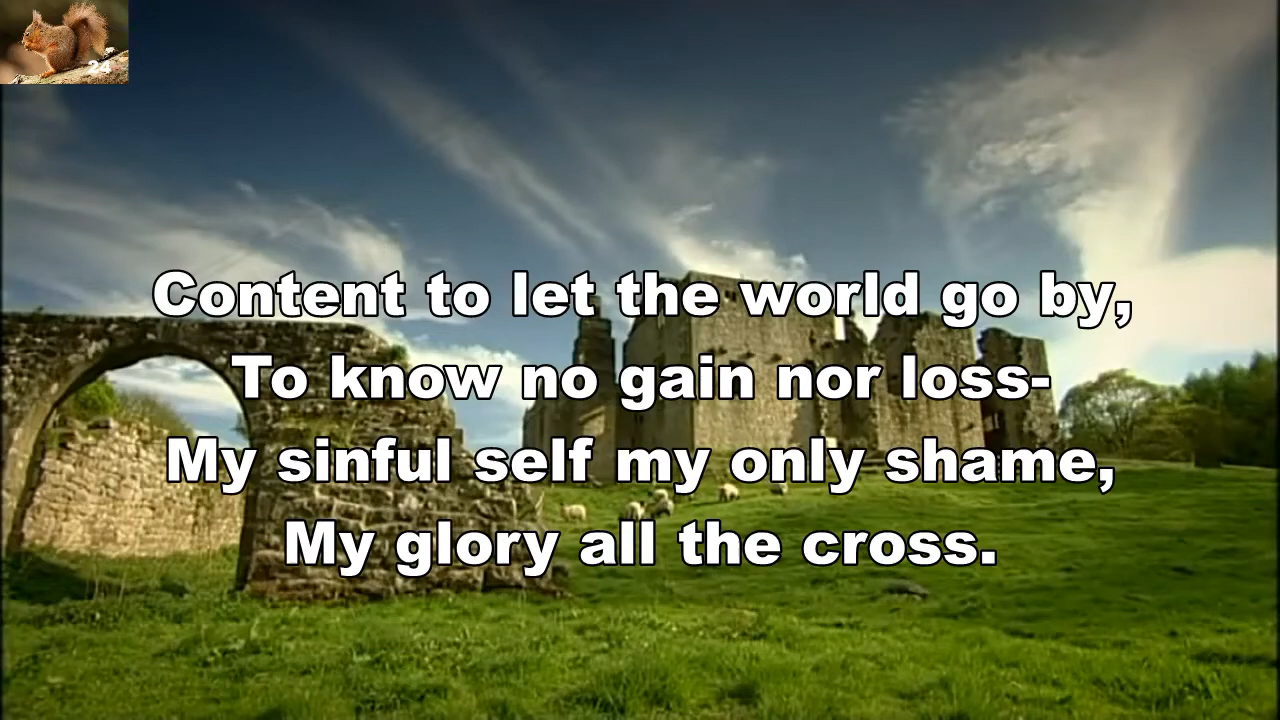 24
Content to let the world go by,
To know no gain nor loss-
My sinful self my only shame,
My glory all the cross.